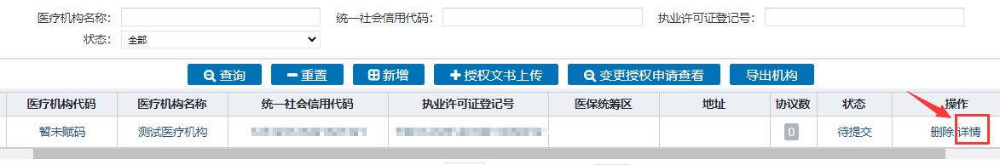 医疗机构名称: 统一社会信用代码: 执业许可证登记号:
状态: 全部
查询 重置 新增 授权文书上传 变更授权申请查看 导出机构
医疗机构代码 医疗机构名称 统一社会信用代码 执业许可证登记号 医保统筹区 地址 协议数 状态 操作
暂未赋码 测试医疗机构 0 待提交 删除 详情